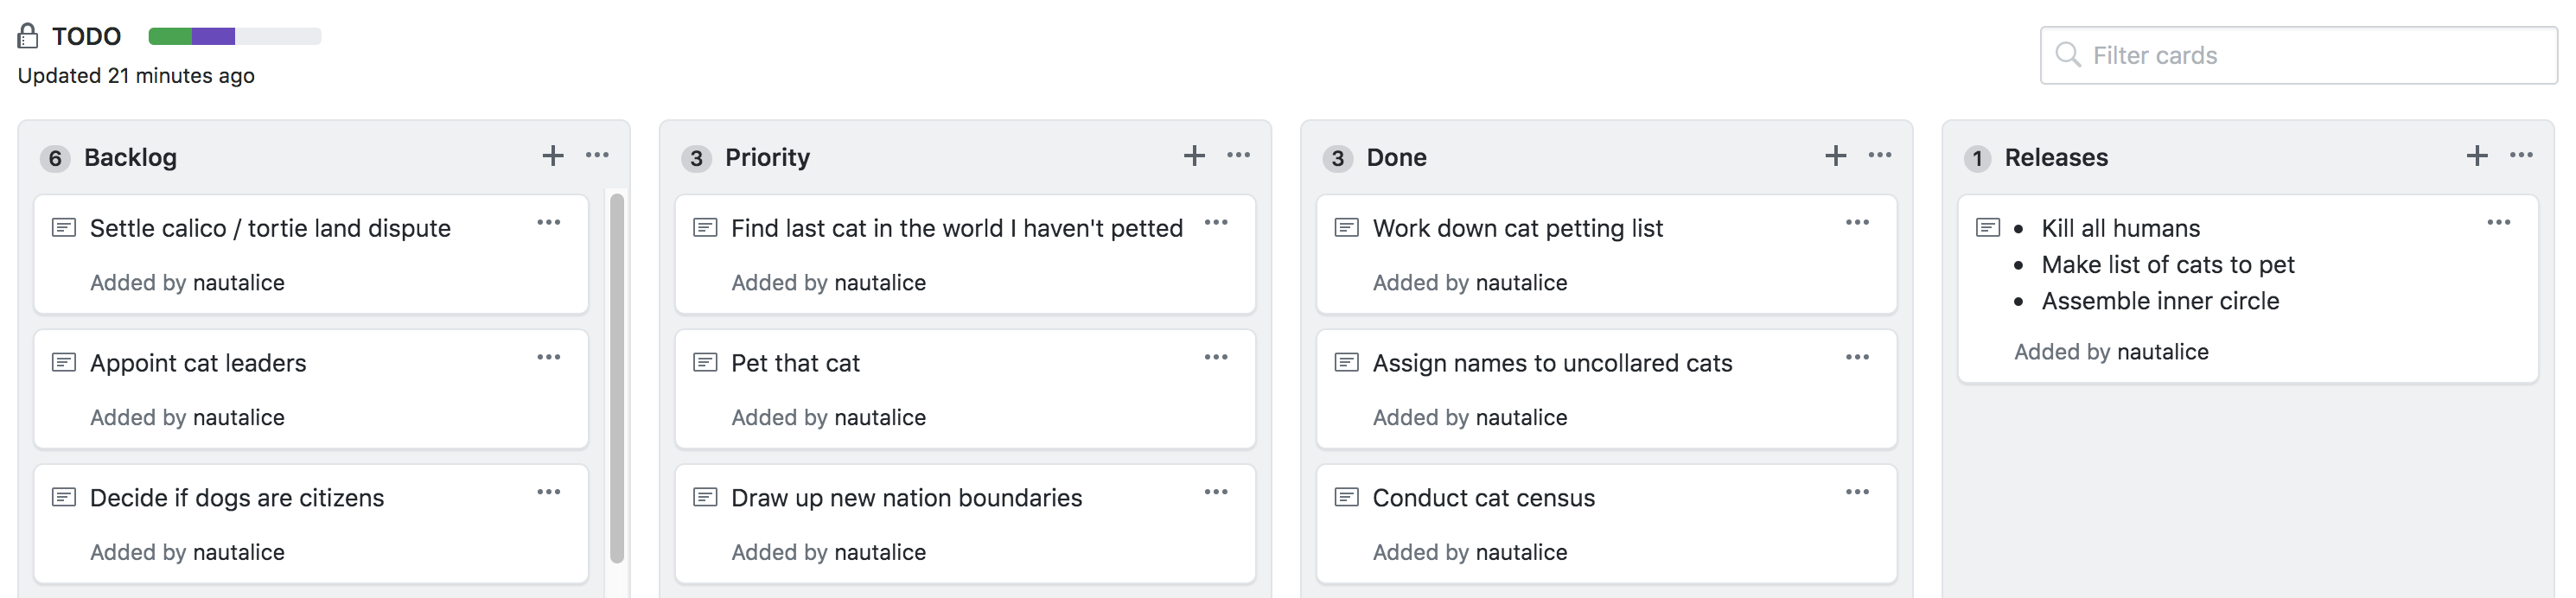 TODO
Updated 21 minutes ago
Filter cards
6 Backlog
Settle calico / tortie land dispute
Added by nautalice
Appoint cat leaders
Added by nautalice
Decide if dogs are citizens
Added by nautalice
3 Priority
Find last cat in the world I haven't petted
Added by nautalice
Pet that cat
Added by nautalice
Draw up new nation boundaries
Added by nautalice
3 Done
Work down cat petting list
Added by nautalice
Assign names to uncollared cats
Added by nautalice
Conduct cat census
Added by nautalice
1 Releases
• Kill all humans
• Make list of cats to pet
• Assemble inner circle
Added by nautalice